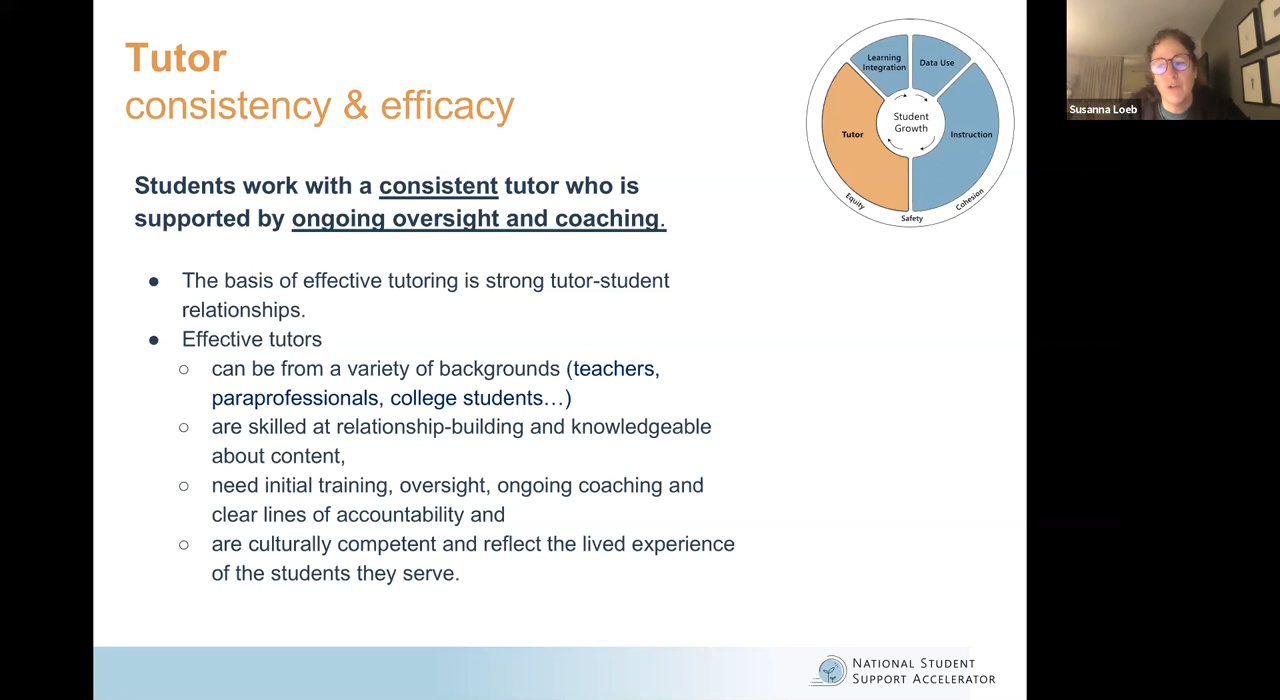 Tutor
consistency & efficacy
Students work with a consistent tutor who is
supported by ongoing oversight and coaching.
● The basis of effective tutoring is strong tutor-student
relationships.
● Effective tutors
○ can be from a variety of backgrounds (teachers,
paraprofessionals, college students…)
○ are skilled at relationship-building and knowledgeable
about content,
○ need initial training, oversight, ongoing coaching and
clear lines of accountability and
○ are culturally competent and reflect the lived experience
of the students they serve.
Learning
Integration
Data Use
Student
Growth
Tutor
Instruction
Equity
Safety
Cohesion
Susanna Loeb
NATIONAL STUDENT
SUPPORT ACCELERATOR